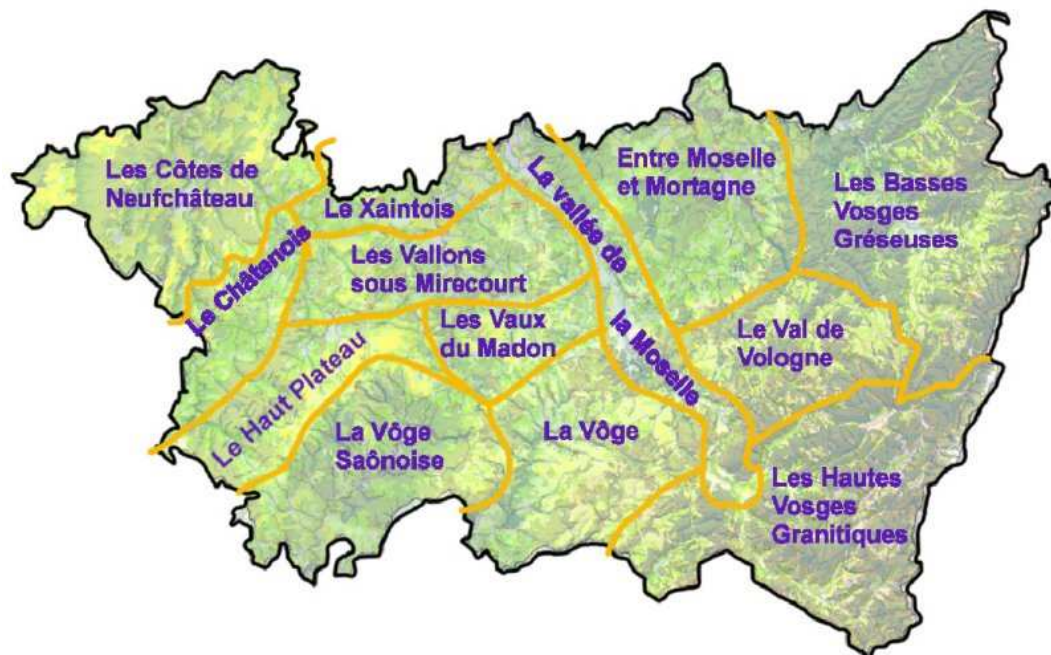 Les Côtes de
Neufchâteau
Le Châtenois
Le Xaintois
Les Vallons
sous Mirecourt
Les Vaux
du Madon
Le Haut Plateau
La Vôge
Saônoise
La Vôge
La vallée de
la Moselle
Entre Moselle
et Mortagne
Les Basses
Vosges
Gréseuses
Le Val de
Vologne
Les Hautes
Vosges
Granitiques